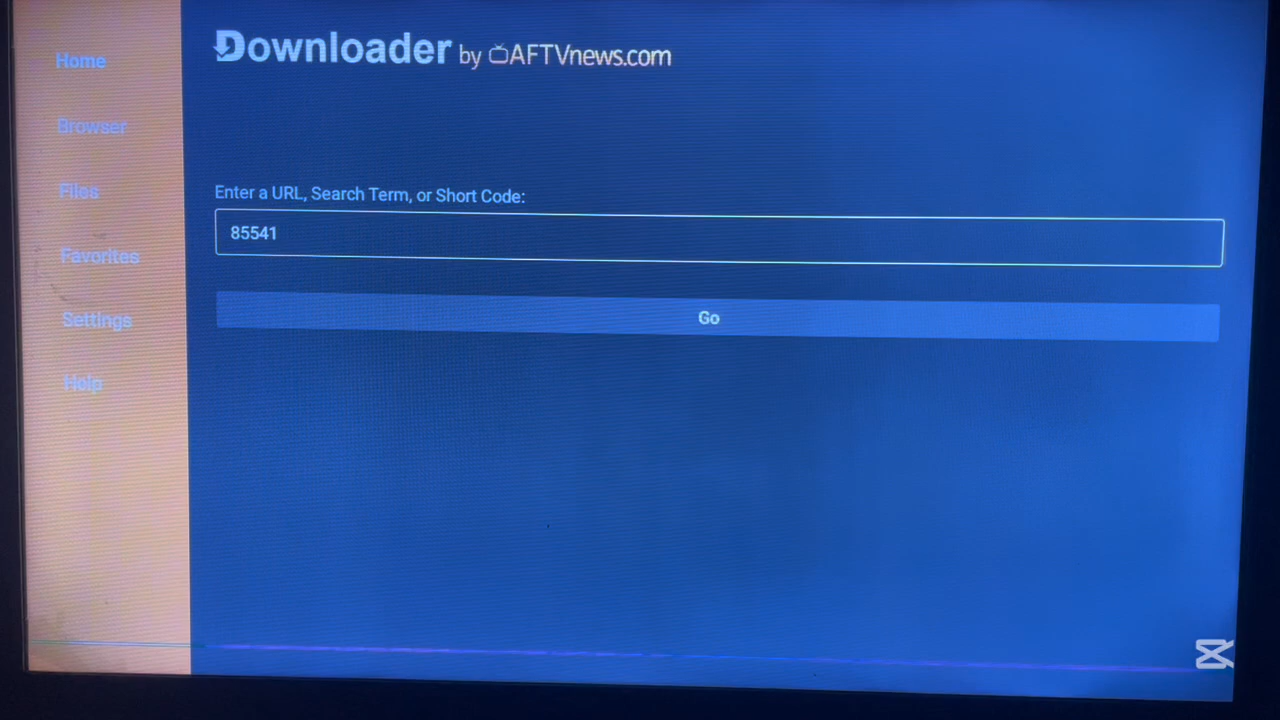 Downloader by AFTVnews.com
Home
Browser
Files
Favorites
Settings
Help
Enter a URL, Search Term, or Short Code:
85541
Go